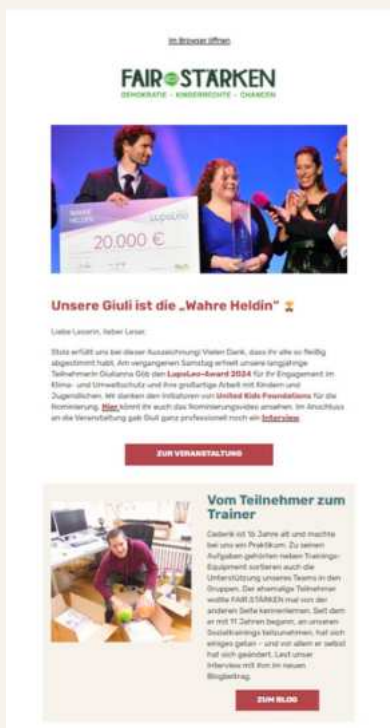 Im Browser öffnen
FAIR STÄRKEN
DEMOKRATIE - KINDERRECHTE - CHANCEN
WAHRE
HELDEN
LupoLeo
20.000 €
Unsere Giuli ist die „Wahre Heldin“ 🏆
Liebe Leserin, lieber Leser,
Stolz erfüllt uns bei dieser Auszeichnung! Vielen Dank, dass ihr alle so fleißig
abgestimmt habt. Am vergangenen Samstag erhielt unsere langjährige
Teilnehmerin Giulianna Göb den LupoLeo-Award 2024 für ihr Engagement im
Klima- und Umweltschutz und ihre großartige Arbeit mit Kindern und
Jugendlichen. Wir danken den Initiatoren von United Kids Foundations für die
Nominierung. Hier könnt ihr auch das Nominierungsvideo ansehen. Im Anschluss
an die Veranstaltung gab Giuli ganz professionell noch ein Interview.
ZUR VERANSTALTUNG
Vom Teilnehmer zum
Trainer
ist 16 Jahre alt und machte
bei uns ein Praktikum. Zu seinen
Aufgaben gehörten neben Trainings-
Equipment sortieren auch die
Unterstützung unseres Teams in den
Gruppen. Der ehemalige Teilnehmer
wollte FAIR.STÄRKEN mal von der
anderen Seite kennenlernen. Seit dem
er mit 11 Jahren begann, an unseren
Sozialtrainings teilzunehmen, hat sich
einiges getan - und vor allem er selbst
hat sich geändert. Lest unser
Interview mit ihm im neuen
Blogbeitrag.
ZUM BLOG